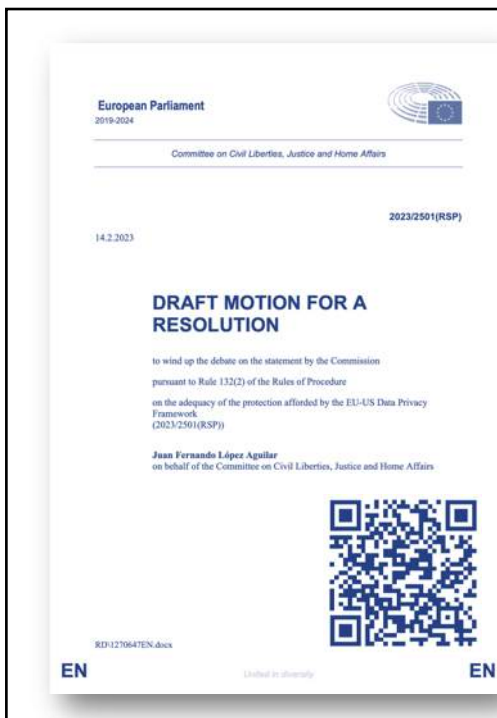 European Parliament
2019-2024
Committee on Civil Liberties, Justice and Home Affairs
2023/2501(RSP)
14.2.2023
DRAFT MOTION FOR A
RESOLUTION
to wind up the debate on the statement by the Commission
pursuant to Rule 132(2) of the Rules of Procedure
on the adequacy of the protection afforded by the EU-US Data Privacy
Framework
(2023/2501(RSP))
Juan Fernando López Aguilar
on behalf of the Committee on Civil Liberties, Justice and Home Affairs
RD\1270647EN.docx
EN
United in diversity
EN